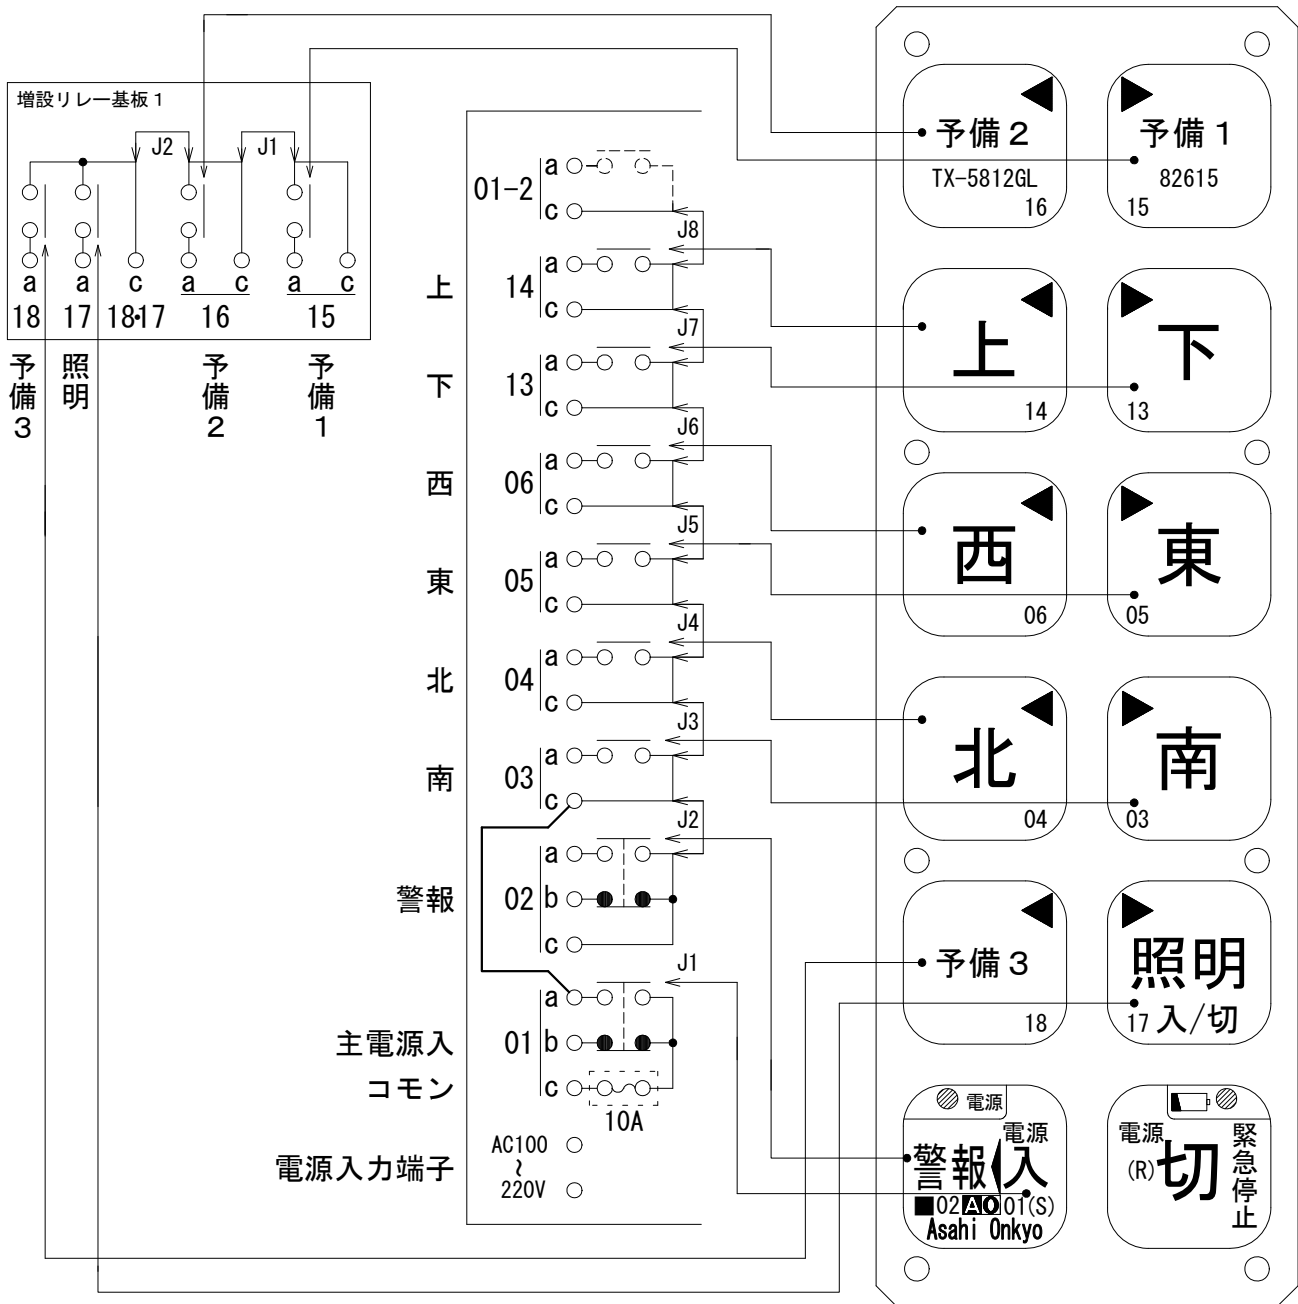 増設リレー基板１
J2
J1
a
a
c
a
c
a
c
18
17
18・17
16
15
予備３
照明
予備２
予備１
01-2
a
c
J8
上
14
a
c
J7
下
13
a
c
J6
西
06
a
c
J5
東
05
a
c
J4
北
04
a
c
J3
南
03
a
c
J2
警報
02
a
b
c
J1
主電源入
01
a
b
コモン
c
10A
電源入力端子
AC100
～
220V
予備２
TX-5812GL
16
予備１
82615
15
上
14
下
13
西
06
東
05
北
04
南
03
予備３
18
照明
17 入/切
電源
電源
警報 入
■02 AO 01(S)
Asahi Onkyo
電源
(R)
切
緊急停止